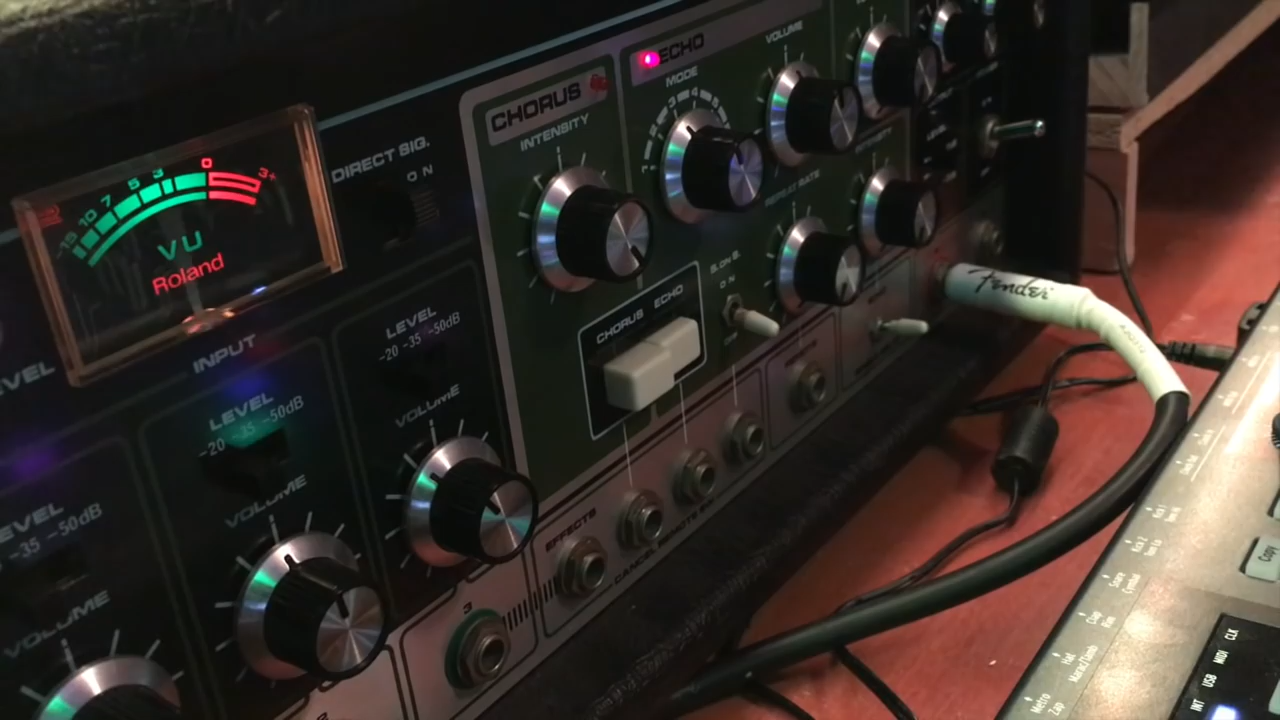 15 10 7 5 3 0 3+
VU
Roland
DIRECT SIG.
ON
CHORUS
INTENSITY
ECHO
MODE
VOLUME
REPEAT RATE
CHORUS ECHO
ON
LEVEL
INPUT
LEVEL
-20 -35 -50dB
VOLUME
LEVEL
-20 -35 -50dB
VOLUME
-35 -50dB
VOLUME
EFFECTS
3
Fender
Copy
INT USB MIDI CLK
Metro
Zap
Hat
Clap
Snare
Cymbal